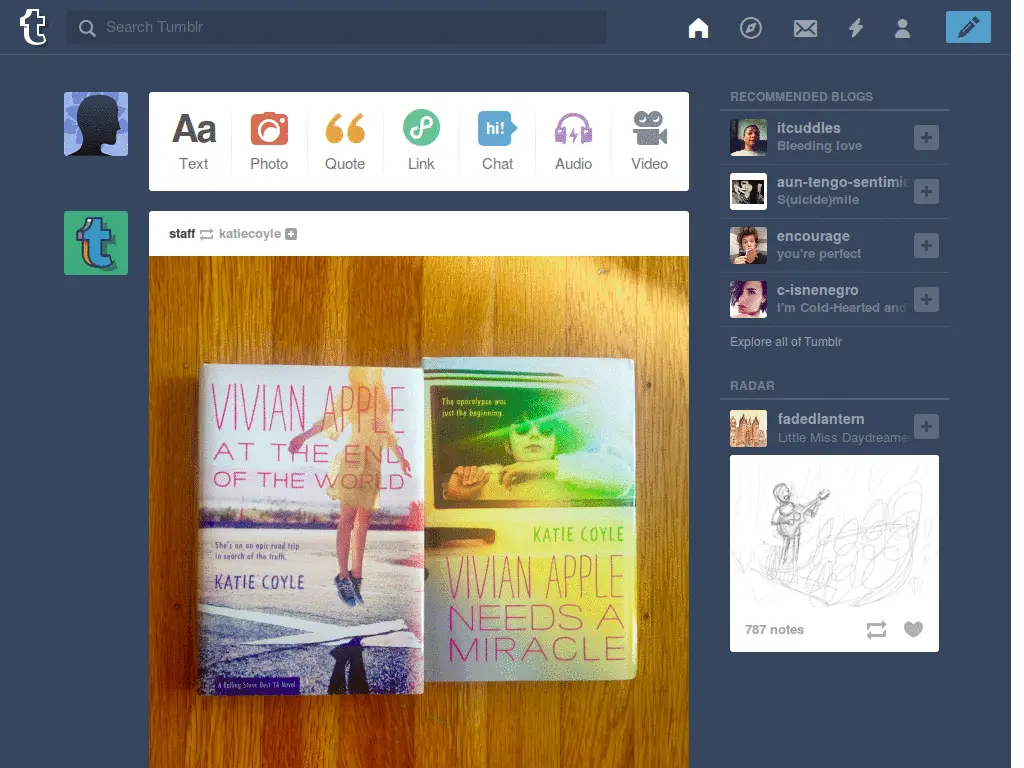 t
Search Tumblr
Aa
hi!
Text
Photo
Quote
Link
Chat
Audio
Video
t
staff katiecoyle
VIVIAN APPLE
AT THE END
OF THE WORLD
She's on an epic road trip
in search of the truth.
KATIE COYLE
A Rolling Stone Best YA Novel
The apocalypse was
just the beginning.
KATIE COYLE
VIVIAN APPLE
NEEDS A
MIRACLE
RECOMMENDED BLOGS
itcuddles
Bleeding love
aun-tengo-sentimie
S(uicide)mile
encourage
you're perfect
c-isnenegro
I'm Cold-Hearted and
Explore all of Tumblr
RADAR
fadedlantern
Little Miss Daydreame
787 notes